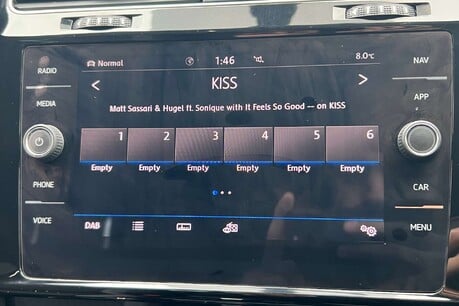 Normal 1:46 8.0°C
RADIO
MEDIA
PHONE
VOICE
< KISS >
Matt Sassari & Hugel ft. Sonique with It Feels So Good -- on KISS
1 2 3 4 5 6
Empty Empty Empty Empty Empty Empty
DAB
NAV
APP
CAR
MENU